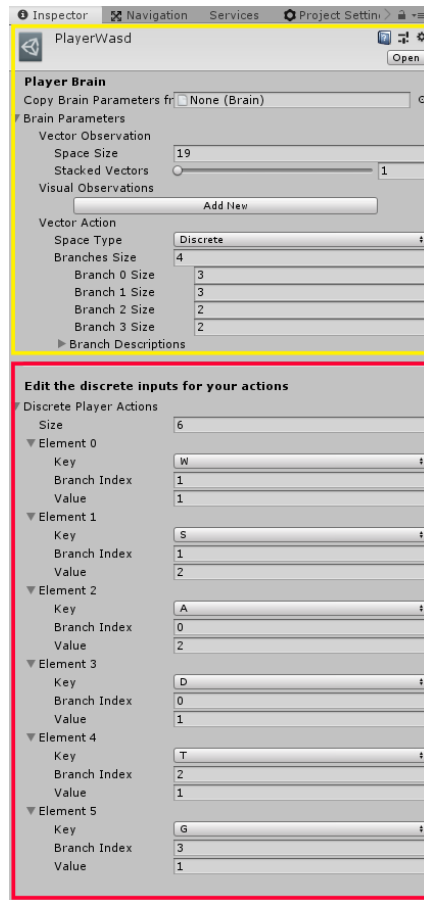 Inspector Navigation Services Project Settin
PlayerWasd
Open
Player Brain
Copy Brain Parameters fr None (Brain)
Brain Parameters
Vector Observation
Space Size 19
Stacked Vectors 1
Visual Observations
Add New
Vector Action
Space Type Discrete
Branches Size 4
Branch 0 Size 3
Branch 1 Size 3
Branch 2 Size 2
Branch 3 Size 2
Branch Descriptions
Edit the discrete inputs for your actions
Discrete Player Actions
Size 6
Element 0
Key W
Branch Index 1
Value 1
Element 1
Key S
Branch Index 1
Value 2
Element 2
Key A
Branch Index 0
Value 2
Element 3
Key D
Branch Index 0
Value 1
Element 4
Key T
Branch Index 2
Value 1
Element 5
Key G
Branch Index 3
Value 1